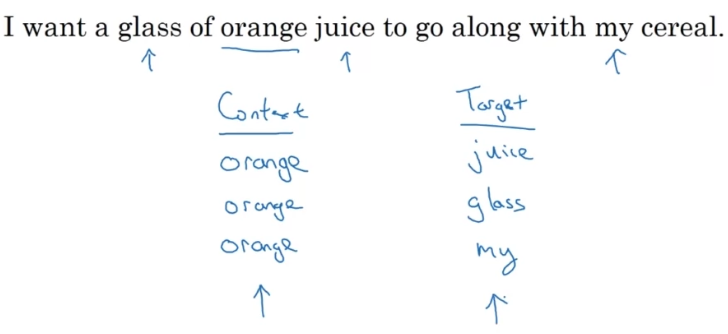 I want a glass of orange juice to go along with my cereal.
Context Target
orange juice
orange glass
orange my